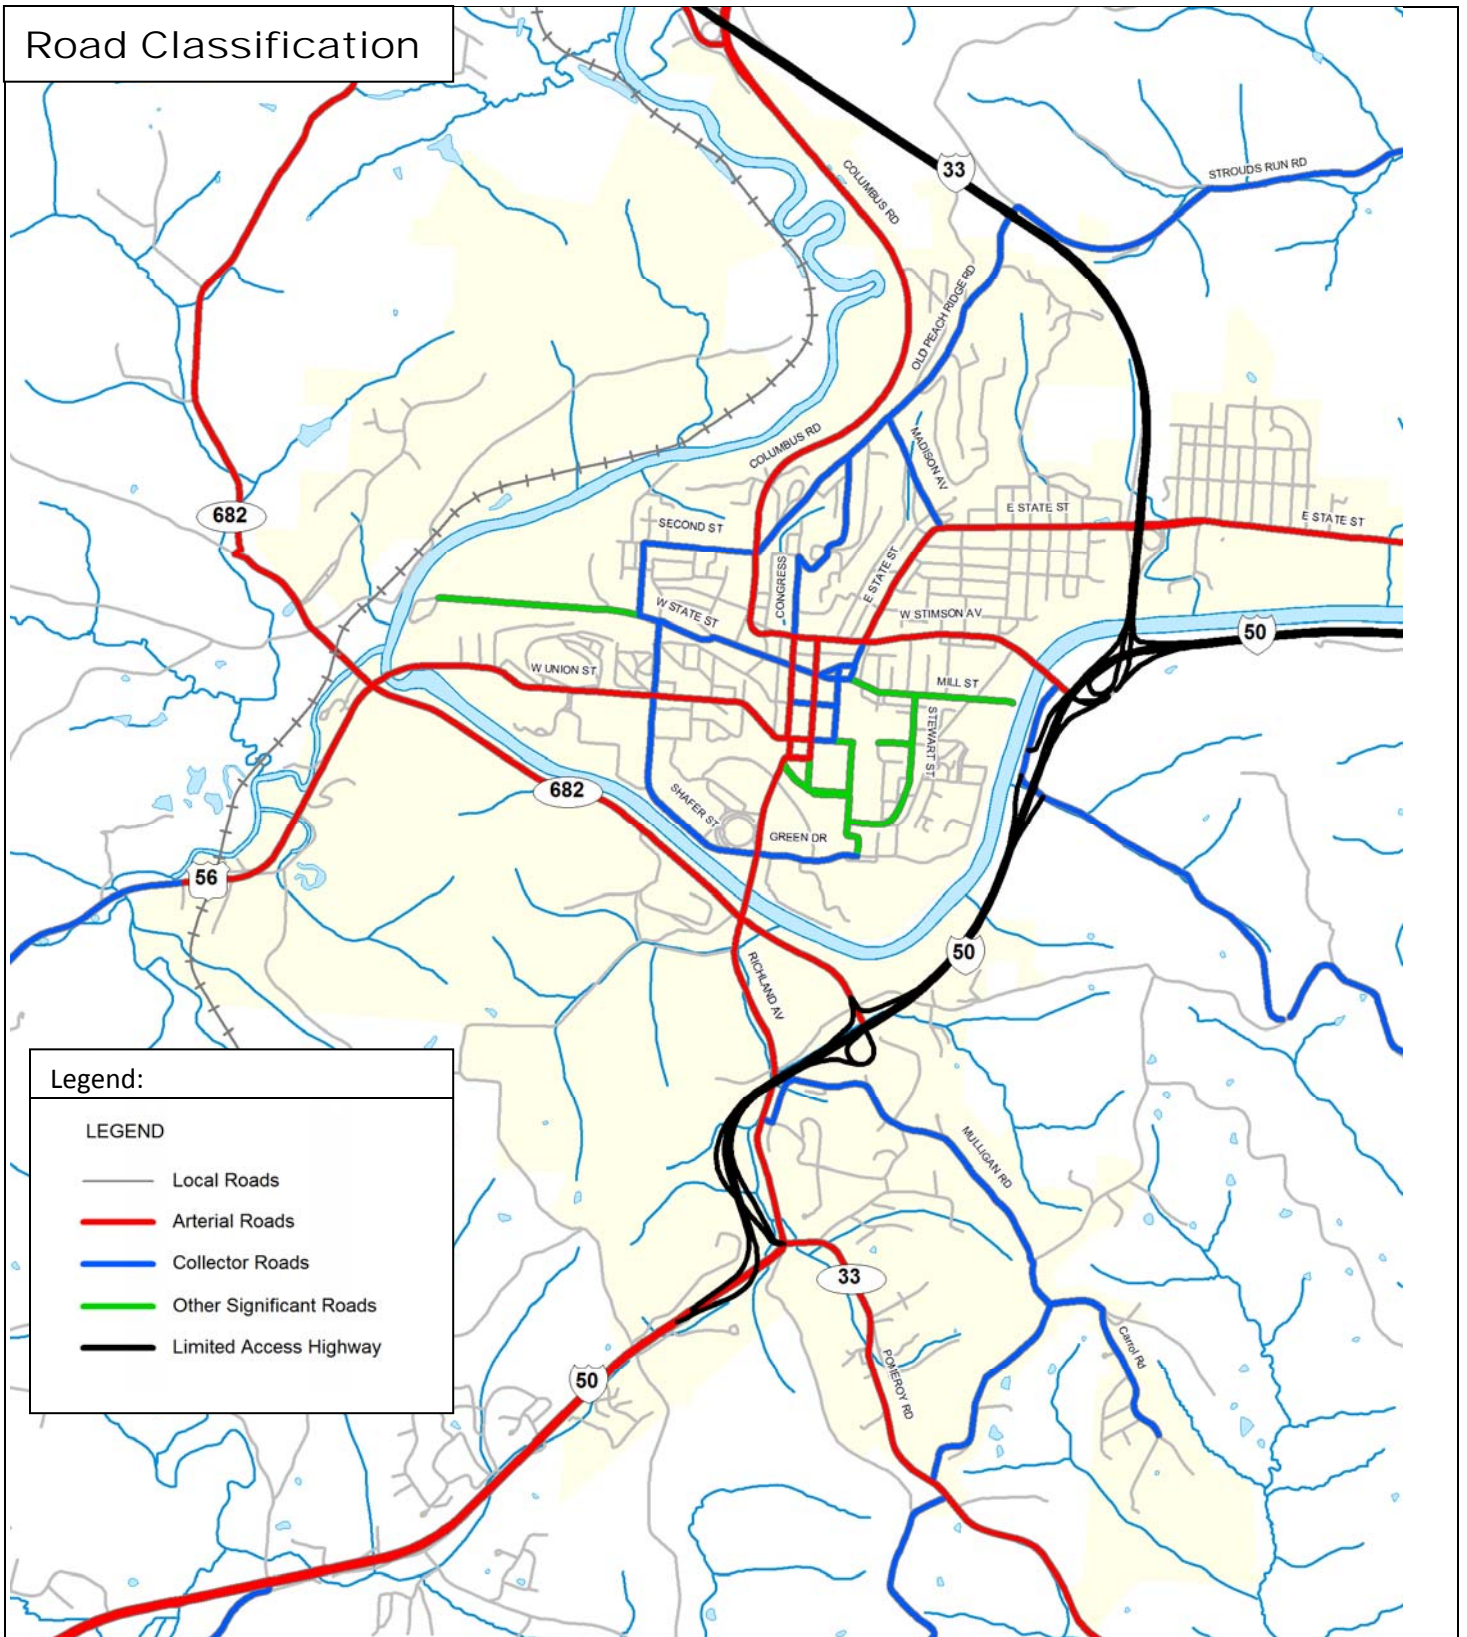 Road Classification
33
STROUDS RUN RD
COLUMBUS RD
OLD PEACH RIDGE RD
COLUMBUS RD
MADISON AV
682
SECOND ST
E STATE ST
E STATE ST
CONGRESS
E STATE ST
W STATE ST
W STIMSON AV
50
W UNION ST
MILL ST
STEWART ST
682
SHAFER ST
GREEN DR
56
50
RICHLAND AV
Legend:
LEGEND
Local Roads
Arterial Roads
Collector Roads
Other Significant Roads
Limited Access Highway
MULLIGAN RD
33
Carrol Rd
POMEROY RD
50